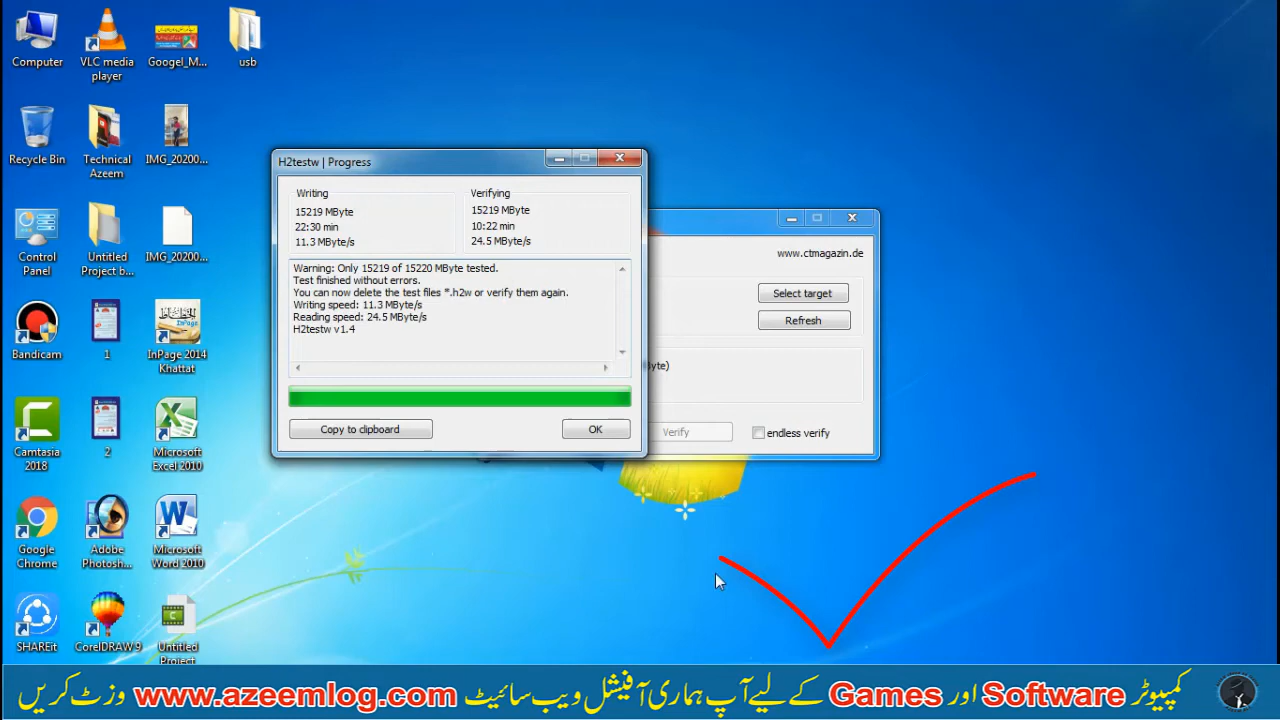 Computer
VLC media
player
Googel_M...
usb
Recycle Bin
Technical
Azeem
IMG_20200...
Control
Panel
Untitled
Project b...
IMG_20200...
Bandicam
1
InPage 2014
Khattat
Camtasia
2018
2
Microsoft
Excel 2010
Google
Chrome
Adobe
Photosh...
Microsoft
Word 2010
SHAREit
CorelDRAW 9
Untitled
Project
H2testw | Progress
Writing
15219 MByte
22:30 min
11.3 MByte/s
Verifying
15219 MByte
10:22 min
24.5 MByte/s
Warning: Only 15219 of 15220 MByte tested.
Test finished without errors.
You can now delete the test files *.h2w or verify them again.
Writing speed: 11.3 MByte/s
Reading speed: 24.5 MByte/s
H2testw v1.4
Copy to clipboard
OK
www.ctmagazin.de
Select target
Refresh
Byte)
Verify
endless verify
کمپیوٹر Software اور Games کے لیے آپ ہماری آفیشل ویب سائیٹ www.azeemlog.com وزٹ کریں